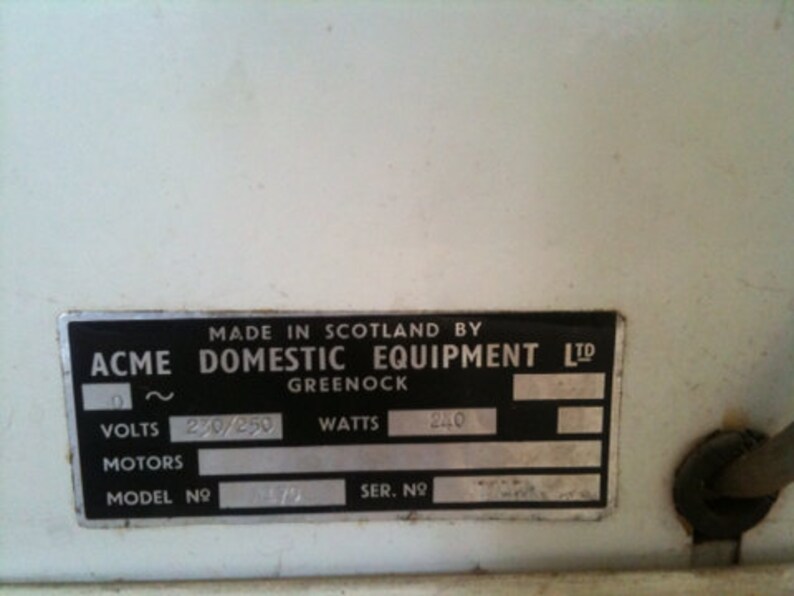 MADE IN SCOTLAND BY
ACME DOMESTIC EQUIPMENT LTD
GREENOCK
~
VOLTS 230/250 WATTS 240
MOTORS
MODEL Nº
SER. Nº